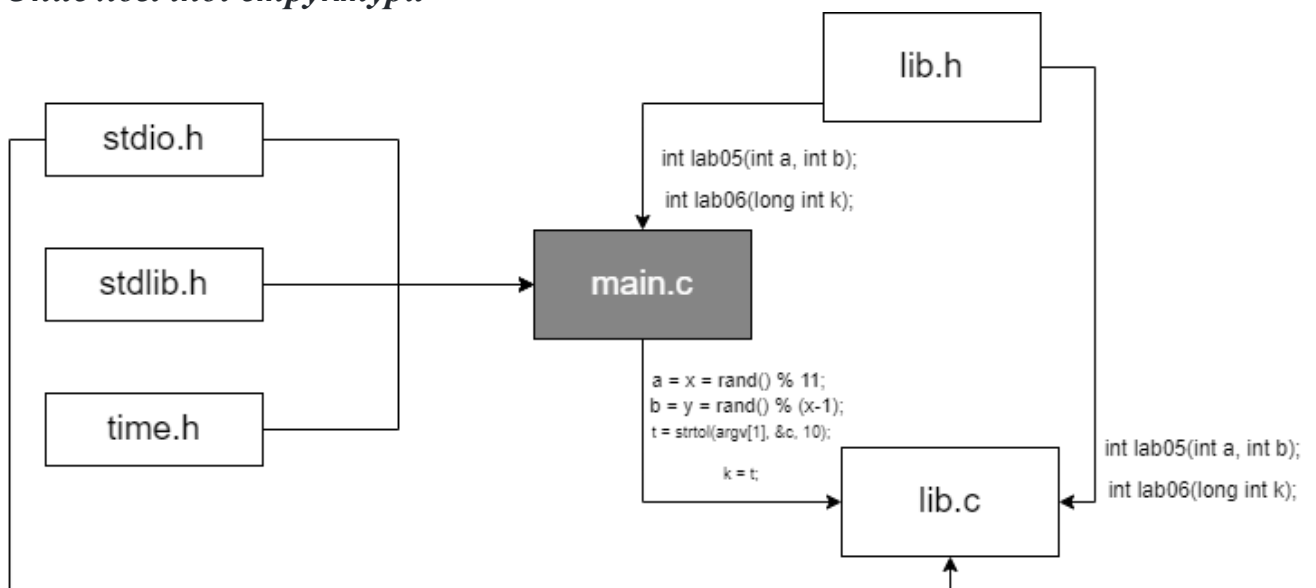 lib.h
stdio.h
int lab05(int a, int b);
int lab06(long int k);
stdlib.h
main.c
a = x = rand() % 11;
b = y = rand() % (x-1);
t = strtol(argv[1], &c, 10);
time.h
k = t;
lib.c
int lab05(int a, int b);
int lab06(long int k);